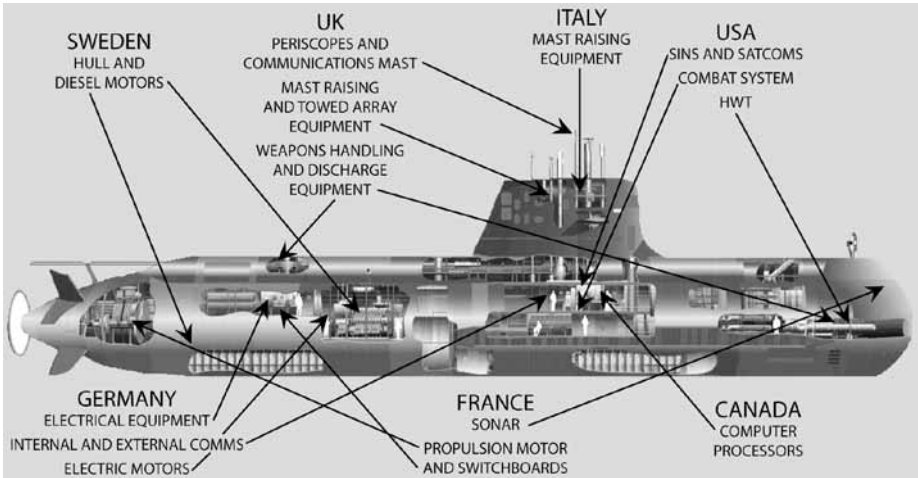 SWEDEN
HULL AND
DIESEL MOTORS
UK
PERISCOPES AND
COMMUNICATIONS MAST
MAST RAISING
AND TOWED ARRAY
EQUIPMENT
WEAPONS HANDLING
AND DISCHARGE
EQUIPMENT
ITALY
MAST RAISING
EQUIPMENT
USA
SINS AND SATCOMS
COMBAT SYSTEM
HWT
GERMANY
ELECTRICAL EQUIPMENT
INTERNAL AND EXTERNAL COMMS
ELECTRIC MOTORS
FRANCE
SONAR
PROPULSION MOTOR
AND SWITCHBOARDS
CANADA
COMPUTER
PROCESSORS